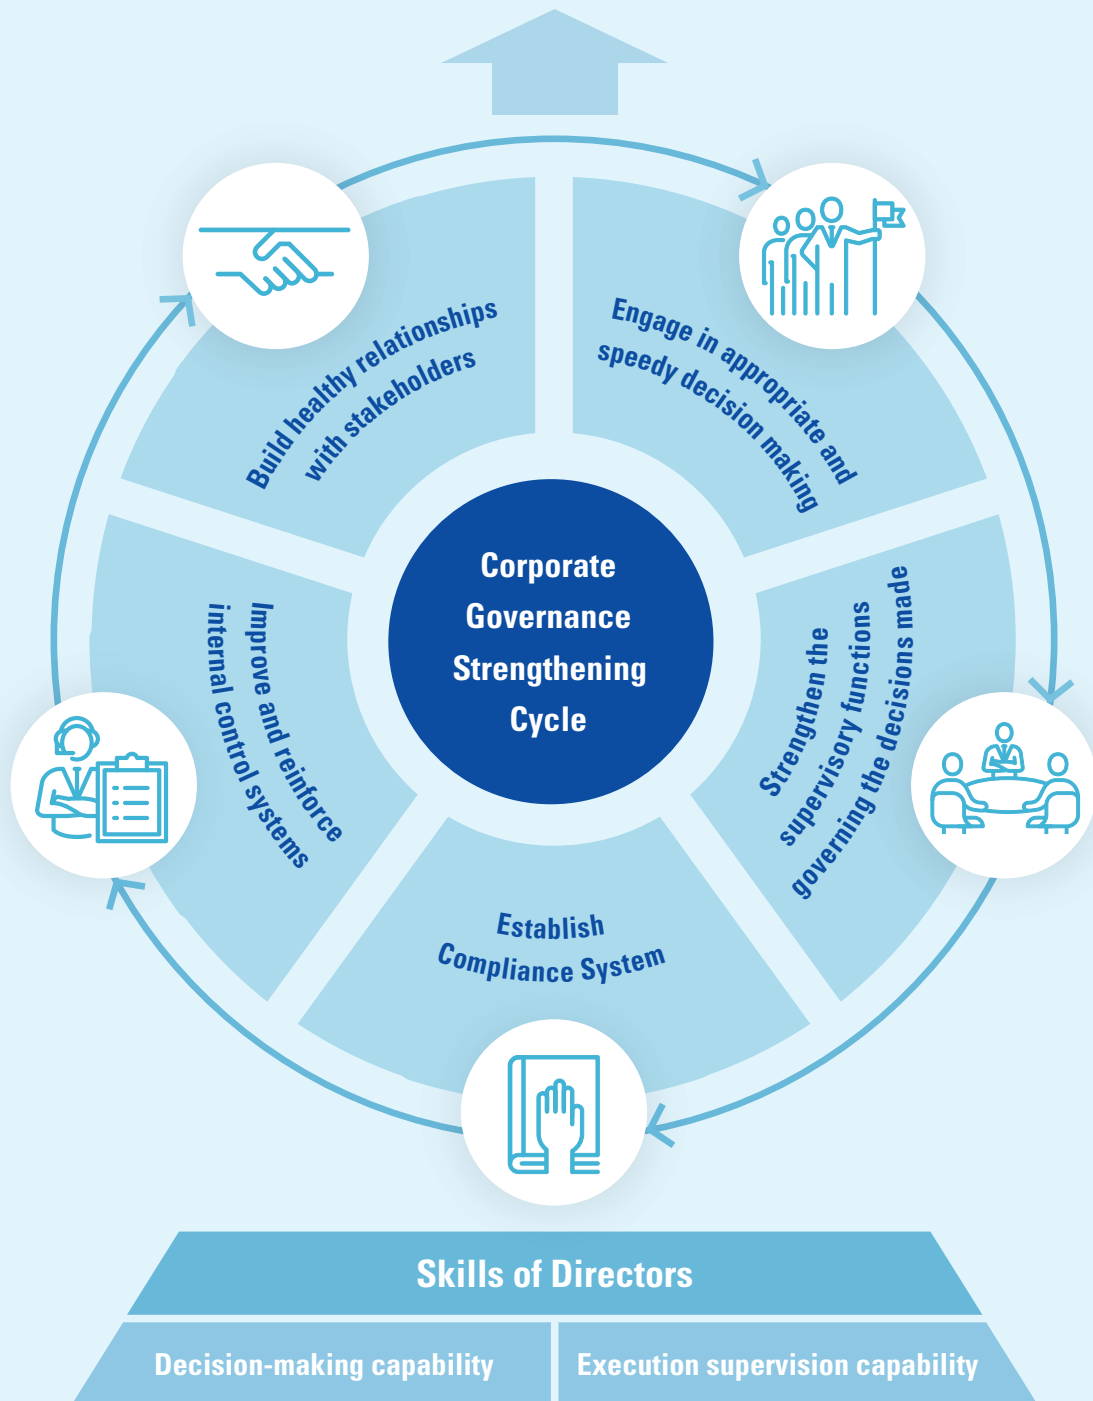 Build healthy relationships
with stakeholders
Engage in appropriate and
speedy decision making
Corporate
Governance
Strengthening
Cycle
Strengthen the
supervisory functions
governing the decisions made
Improve and reinforce
internal control systems
Establish
Compliance System
Skills of Directors
Decision-making capability
Execution supervision capability